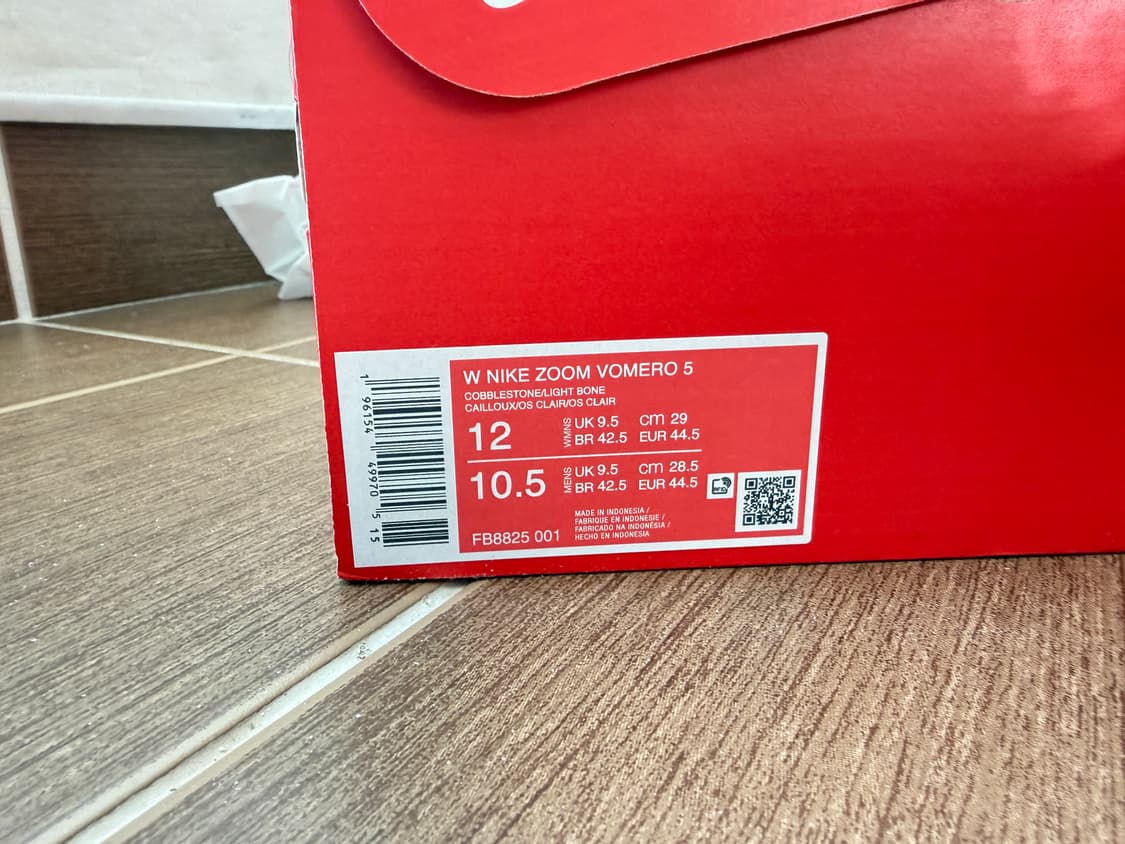 W NIKE ZOOM VOMERO 5
COBBLESTONE/LIGHT BONE
CAILLOUX/OS CLAIR/OS CLAIR
12
WMNS
UK 9.5 cm 29
BR 42.5 EUR 44.5
10.5
MENS
UK 9.5 cm 28.5
BR 42.5 EUR 44.5
FB8825 001
MADE IN INDONESIA /
FABRIQUE EN INDONESIE /
FABRICADO NA INDONÉSIA /
HECHO EN INDONESIA
1 96154 49970 5 15